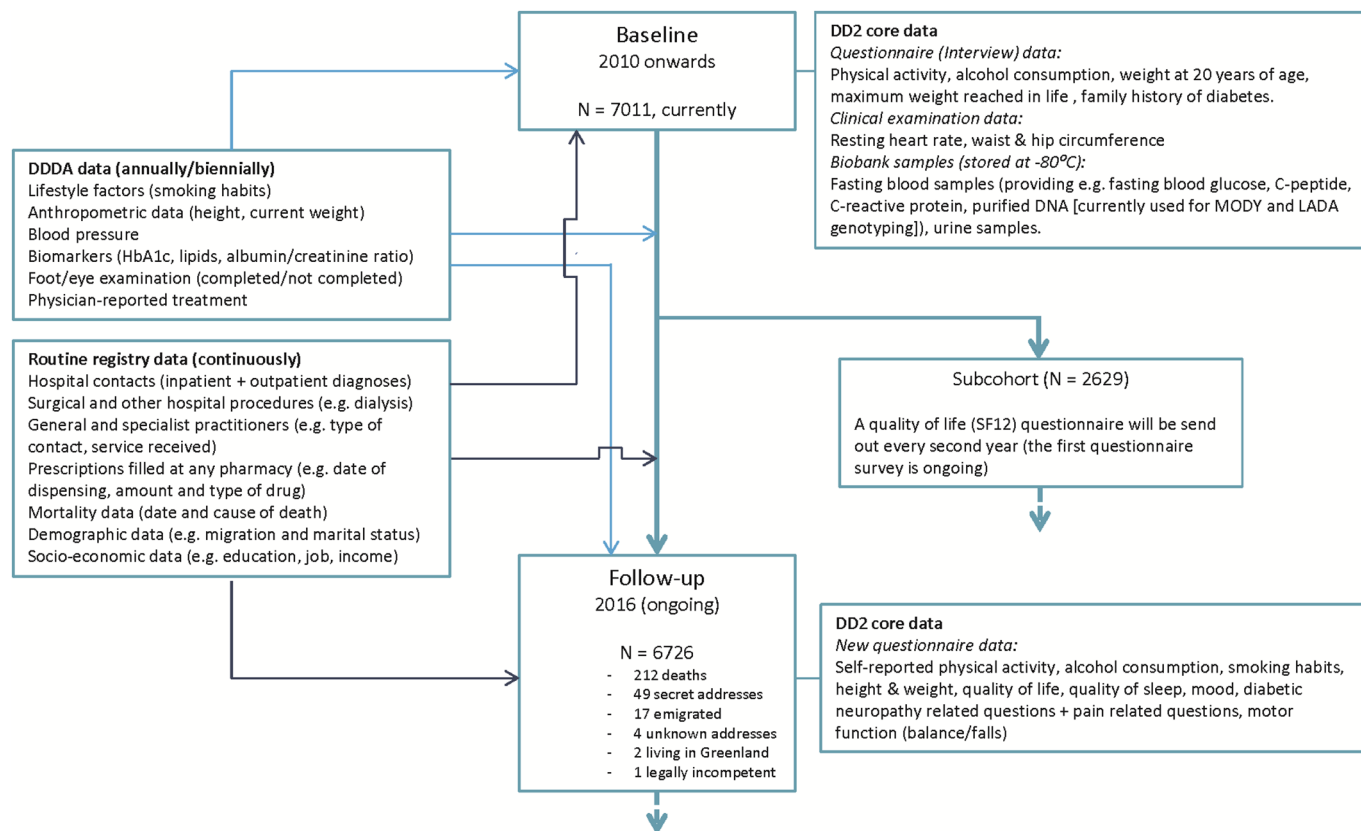 Baseline
2010 onwards
N = 7011, currently
DD2 core data
Questionnaire (Interview) data:
Physical activity, alcohol consumption, weight at 20 years of age,
maximum weight reached in life , family history of diabetes.
Clinical examination data:
Resting heart rate, waist & hip circumference
Biobank samples (stored at -80ºC):
Fasting blood samples (providing e.g. fasting blood glucose, C-peptide,
C-reactive protein, purified DNA [currently used for MODY and LADA
genotyping]), urine samples.
DDDA data (annually/biennially)
Lifestyle factors (smoking habits)
Anthropometric data (height, current weight)
Blood pressure
Biomarkers (HbA1c, lipids, albumin/creatinine ratio)
Foot/eye examination (completed/not completed)
Physician-reported treatment
Routine registry data (continuously)
Hospital contacts (inpatient + outpatient diagnoses)
Surgical and other hospital procedures (e.g. dialysis)
General and specialist practitioners (e.g. type of
contact, service received)
Prescriptions filled at any pharmacy (e.g. date of
dispensing, amount and type of drug)
Mortality data (date and cause of death)
Demographic data (e.g. migration and marital status)
Socio-economic data (e.g. education, job, income)
Subcohort (N = 2629)
A quality of life (SF12) questionnaire will be send
out every second year (the first questionnaire
survey is ongoing)
Follow-up
2016 (ongoing)
N = 6726
- 212 deaths
- 49 secret addresses
- 17 emigrated
- 4 unknown addresses
- 2 living in Greenland
- 1 legally incompetent
DD2 core data
New questionnaire data:
Self-reported physical activity, alcohol consumption, smoking habits,
height & weight, quality of life, quality of sleep, mood, diabetic
neuropathy related questions + pain related questions, motor
function (balance/falls)